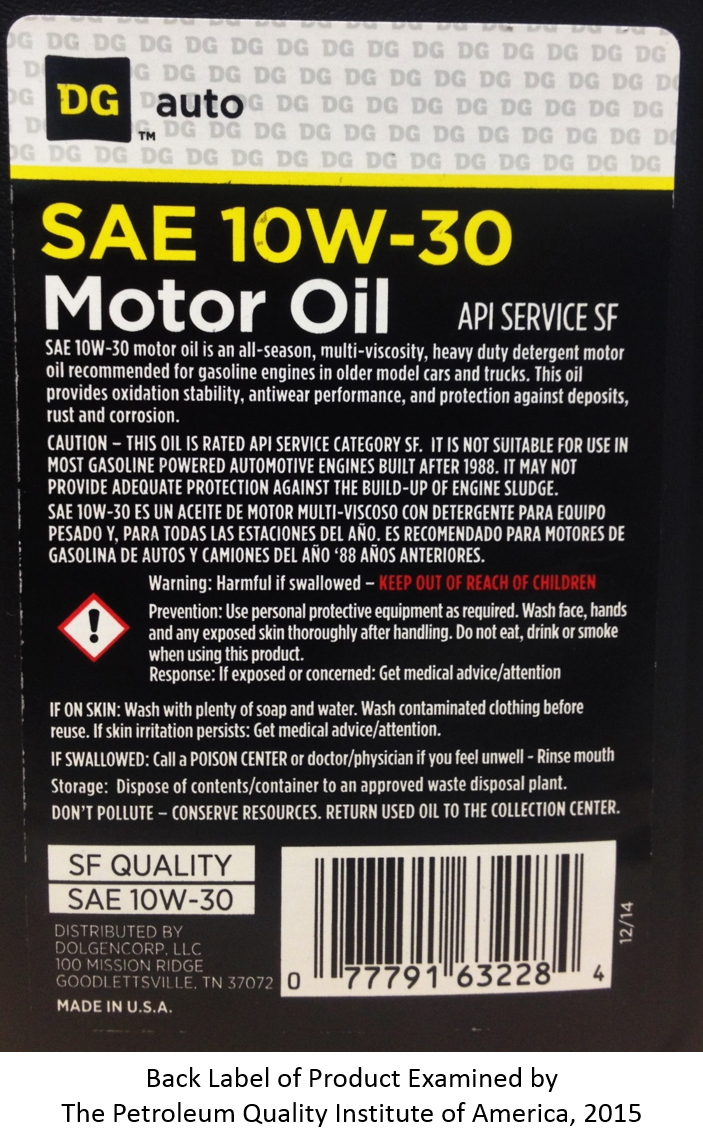 DG auto
TM
SAE 10W-30
Motor Oil
API SERVICE SF
SAE 10W-30 motor oil is an all-season, multi-viscosity, heavy duty detergent motor
oil recommended for gasoline engines in older model cars and trucks. This oil
provides oxidation stability, antiwear performance, and protection against deposits,
rust and corrosion.
CAUTION – THIS OIL IS RATED API SERVICE CATEGORY SF. IT IS NOT SUITABLE FOR USE IN
MOST GASOLINE POWERED AUTOMOTIVE ENGINES BUILT AFTER 1988. IT MAY NOT
PROVIDE ADEQUATE PROTECTION AGAINST THE BUILD-UP OF ENGINE SLUDGE.
SAE 10W-30 ES UN ACEITE DE MOTOR MULTI-VISCOSO CON DETERGENTE PARA EQUIPO
PESADO Y, PARA TODAS LAS ESTACIONES DEL AÑO. ES RECOMENDADO PARA MOTORES DE
GASOLINA DE AUTOS Y CAMIONES DEL AÑO ‘88 AÑOS ANTERIORES.
Warning: Harmful if swallowed – KEEP OUT OF REACH OF CHILDREN
Prevention: Use personal protective equipment as required. Wash face, hands
and any exposed skin thoroughly after handling. Do not eat, drink or smoke
when using this product.
Response: If exposed or concerned: Get medical advice/attention
IF ON SKIN: Wash with plenty of soap and water. Wash contaminated clothing before
reuse. If skin irritation persists: Get medical advice/attention.
IF SWALLOWED: Call a POISON CENTER or doctor/physician if you feel unwell - Rinse mouth
Storage: Dispose of contents/container to an approved waste disposal plant.
DON'T POLLUTE – CONSERVE RESOURCES. RETURN USED OIL TO THE COLLECTION CENTER.
SF QUALITY
SAE 10W-30
DISTRIBUTED BY
DOLGENCORP, LLC
100 MISSION RIDGE
GOODLETTSVILLE, TN 37072
MADE IN U.S.A.
0 77791 63228 4
12/14
Back Label of Product Examined by
The Petroleum Quality Institute of America, 2015